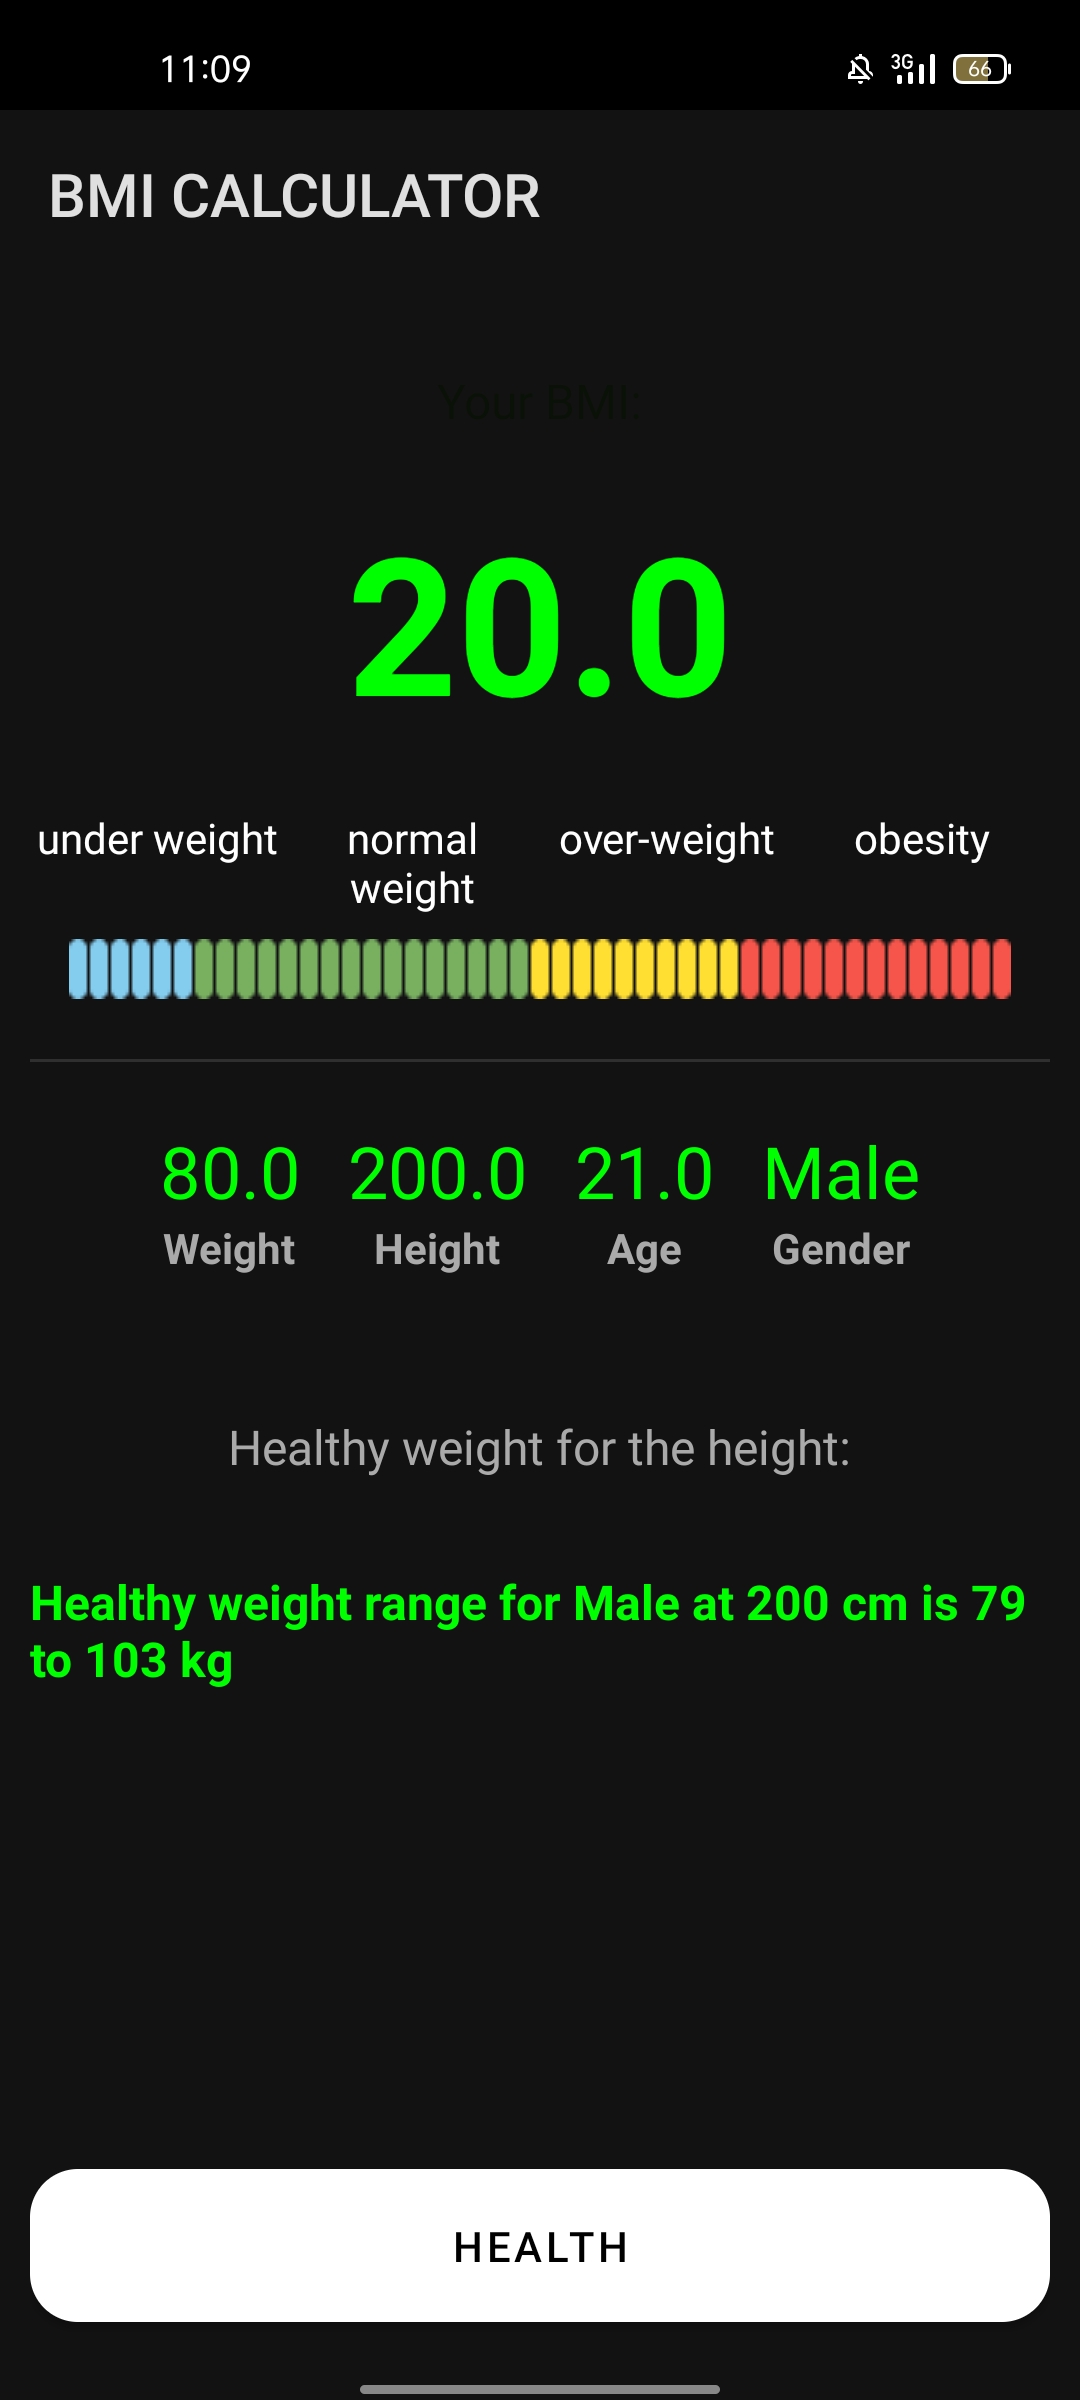 11:09
3G
66
BMI CALCULATOR
Your BMI:
20.0
under weight
normal
weight
over-weight
obesity
80.0 200.0 21.0 Male
Weight Height Age Gender
Healthy weight for the height:
Healthy weight range for Male at 200 cm is 79
to 103 kg
HEALTH